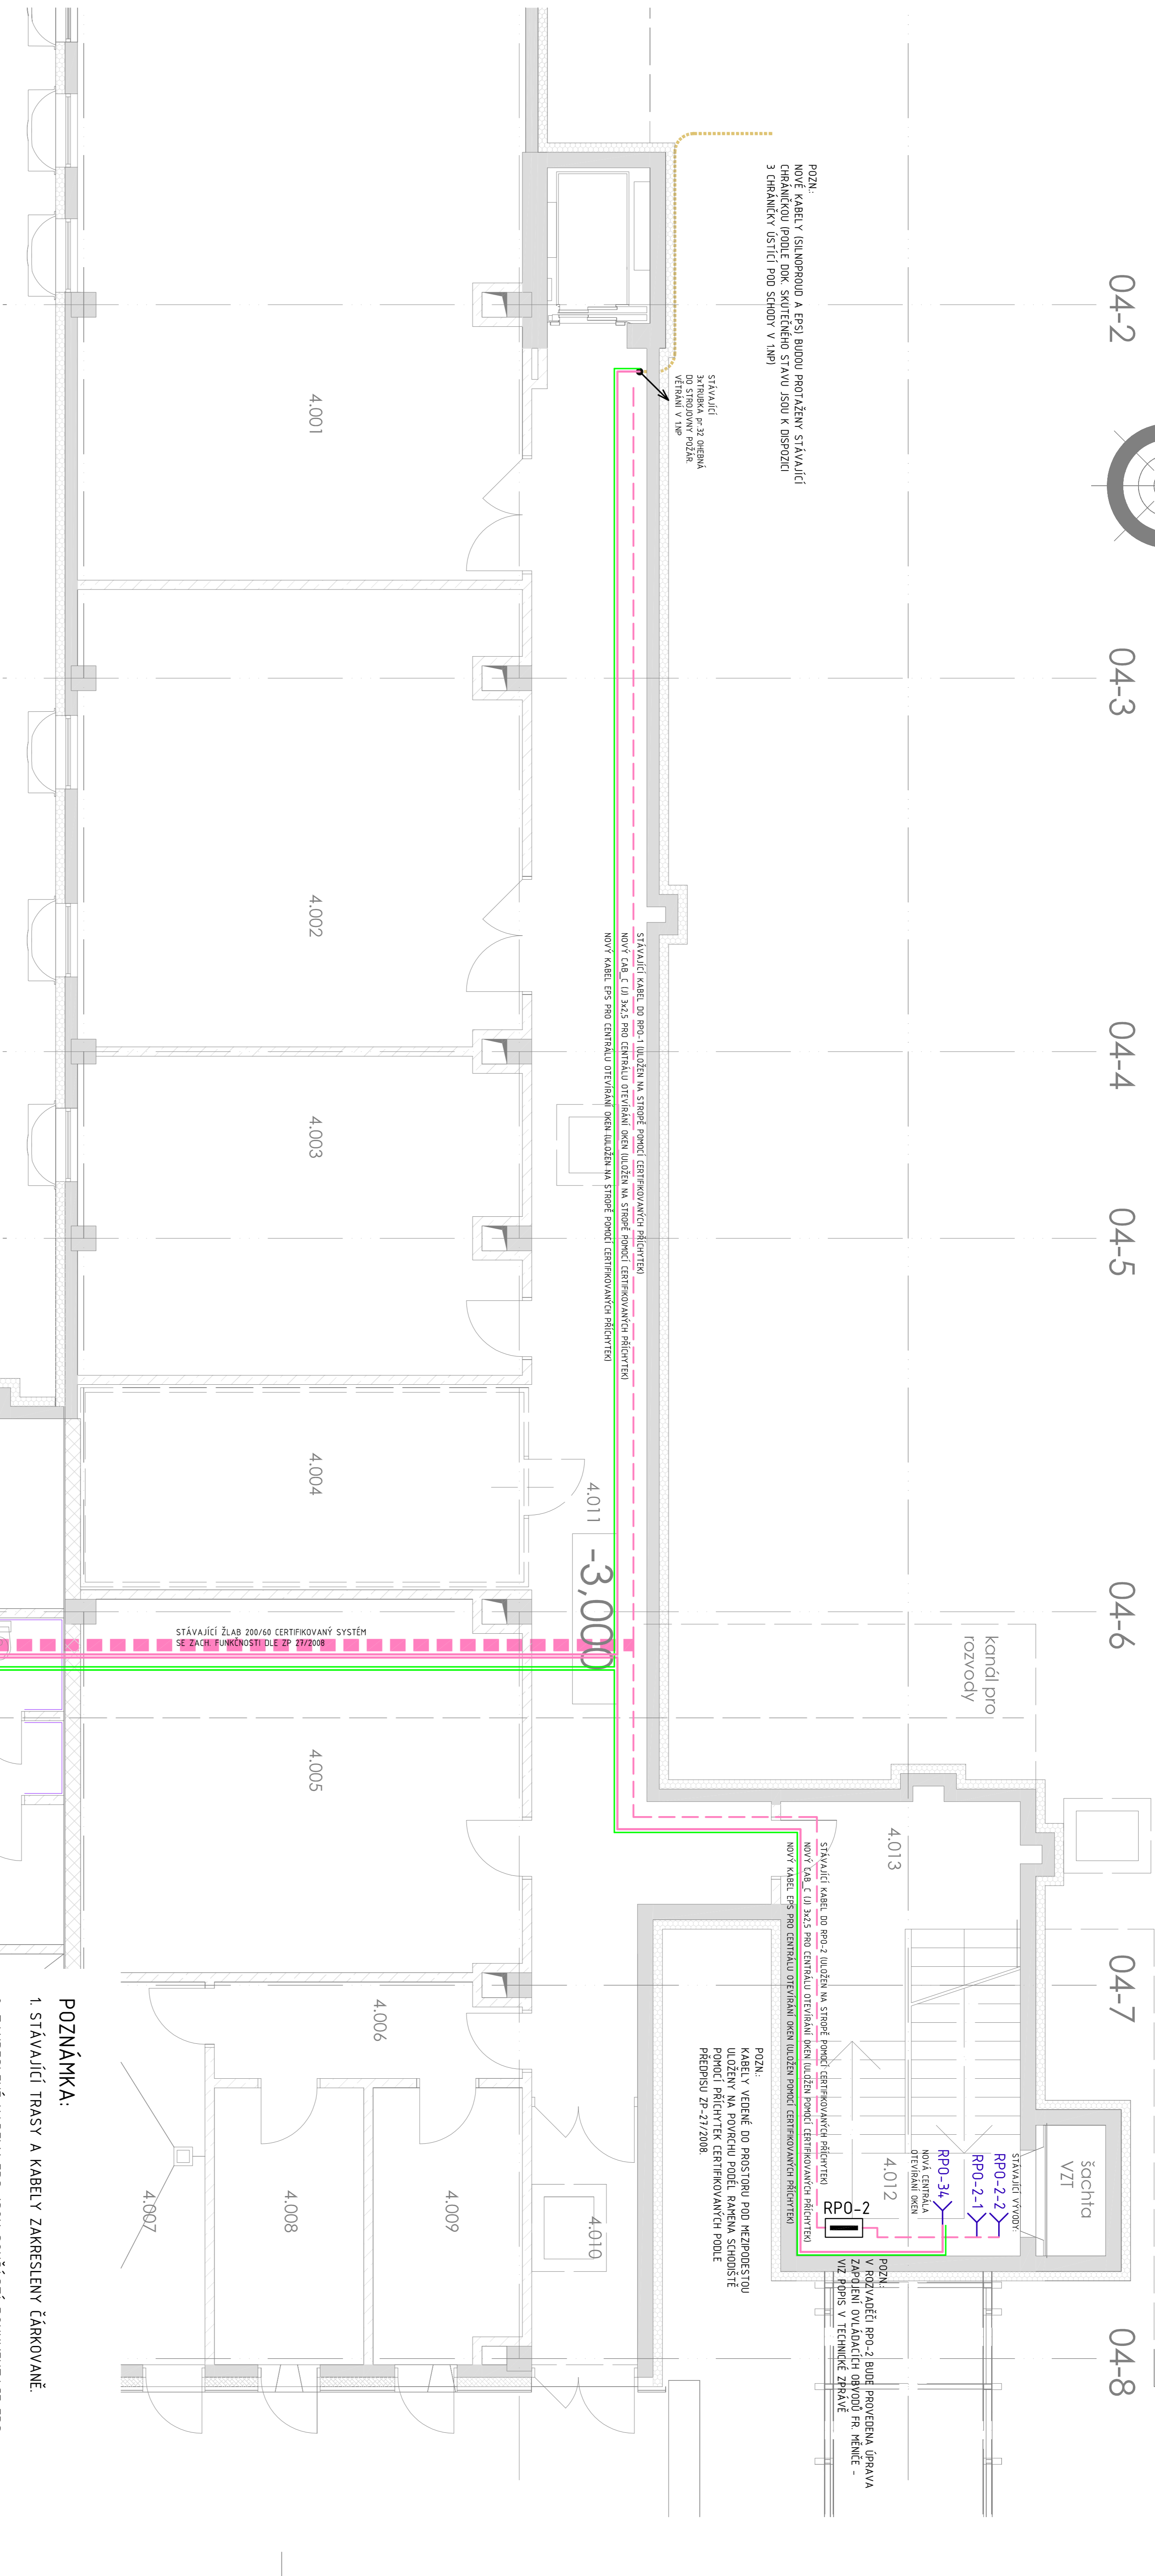 04-2
04-3
04-4
04-5
04-6
04-7
04-8
POZN.:
NOVÉ KABELY (SILNOPROUD A EPS) BUDOU PROTAŽENY STÁVAJÍCÍ
CHRÁNIČKOU (PODLE DOK. SKUTEČNÉHO STAVU JSOU K DISPOZICI
3 CHRÁNIČKY ÚSTÍCÍ POD SCHODY V 1.NP)
STÁVAJÍCÍ
3xTRUBKA pr.32 OHEBNÁ
DO STROJOVNY POŽÁR.
VĚTRÁNÍ V 1.NP
STÁVAJÍCÍ KABEL DO RPO-1 (ULOŽEN NA STROPĚ POMOCÍ CERTIFIKOVANÝCH PŘÍCHYTEK)
NOVÝ CAB_C (J) 3x2,5 PRO CENTRÁLU OTEVÍRÁNÍ OKEN (ULOŽEN NA STROPĚ POMOCÍ CERTIFIKOVANÝCH PŘÍCHYTEK)
NOVÝ KABEL EPS PRO CENTRÁLU OTEVÍRÁNÍ OKEN (ULOŽEN NA STROPĚ POMOCÍ CERTIFIKOVANÝCH PŘÍCHYTEK)
kanál pro
rozvody
šachta
VZT
4.013
4.012
STÁVAJÍCÍ VÝVODY:
RPO-2-2
RPO-2-1
RPO-34
NOVÁ CENTRÁLA
OTEVÍRÁNÍ OKEN
RPO-2
STÁVAJÍCÍ KABEL DO RPO-2 (ULOŽEN NA STROPĚ POMOCÍ CERTIFIKOVANÝCH PŘÍCHYTEK)
NOVÝ CAB_C (J) 3x2,5 PRO CENTRÁLU OTEVÍRÁNÍ OKEN (ULOŽEN POMOCÍ CERTIFIKOVANÝCH PŘÍCHYTEK)
NOVÝ KABEL EPS PRO CENTRÁLU OTEVÍRÁNÍ OKEN (ULOŽEN POMOCÍ CERTIFIKOVANÝCH PŘÍCHYTEK)
POZN.:
V ROZVADĚČI RPO-2 BUDE PROVEDENA ÚPRAVA
ZAPOJENÍ OVLÁDACÍCH OBVODŮ FR. MĚNIČE -
VIZ POPIS V TECHNICKÉ ZPRÁVĚ
POZN.:
KABELY VEDENÉ DO PROSTORU POD MEZIPODESTOU
ULOŽENY NA POVRCHU PODÉL RAMENA SCHODIŠTĚ
POMOCÍ PŘÍCHYTEK CERTIFIKOVANÝCH PODLE
PŘEDPISU ZP-27/2008.
4.011
-3,000
4.010
4.001
4.002
4.003
4.004
4.005
4.006
4.009
4.008
4.007
STÁVAJÍCÍ ŽLAB 200/60 CERTIFIKOVANÝ SYSTÉM
SE ZACH. FUNKČNOSTI DLE ZP 27/2008
POZNÁMKA:
1. STÁVAJÍCÍ TRASY A KABELY ZAKRESLENY ČÁRKOVANĚ.